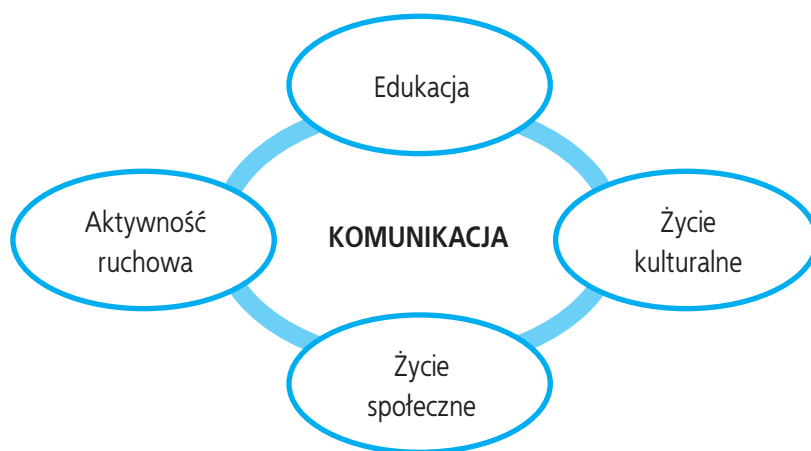 Edukacja
Aktywność
ruchowa
KOMUNIKACJA
Życie
kulturalne
Życie
społeczne